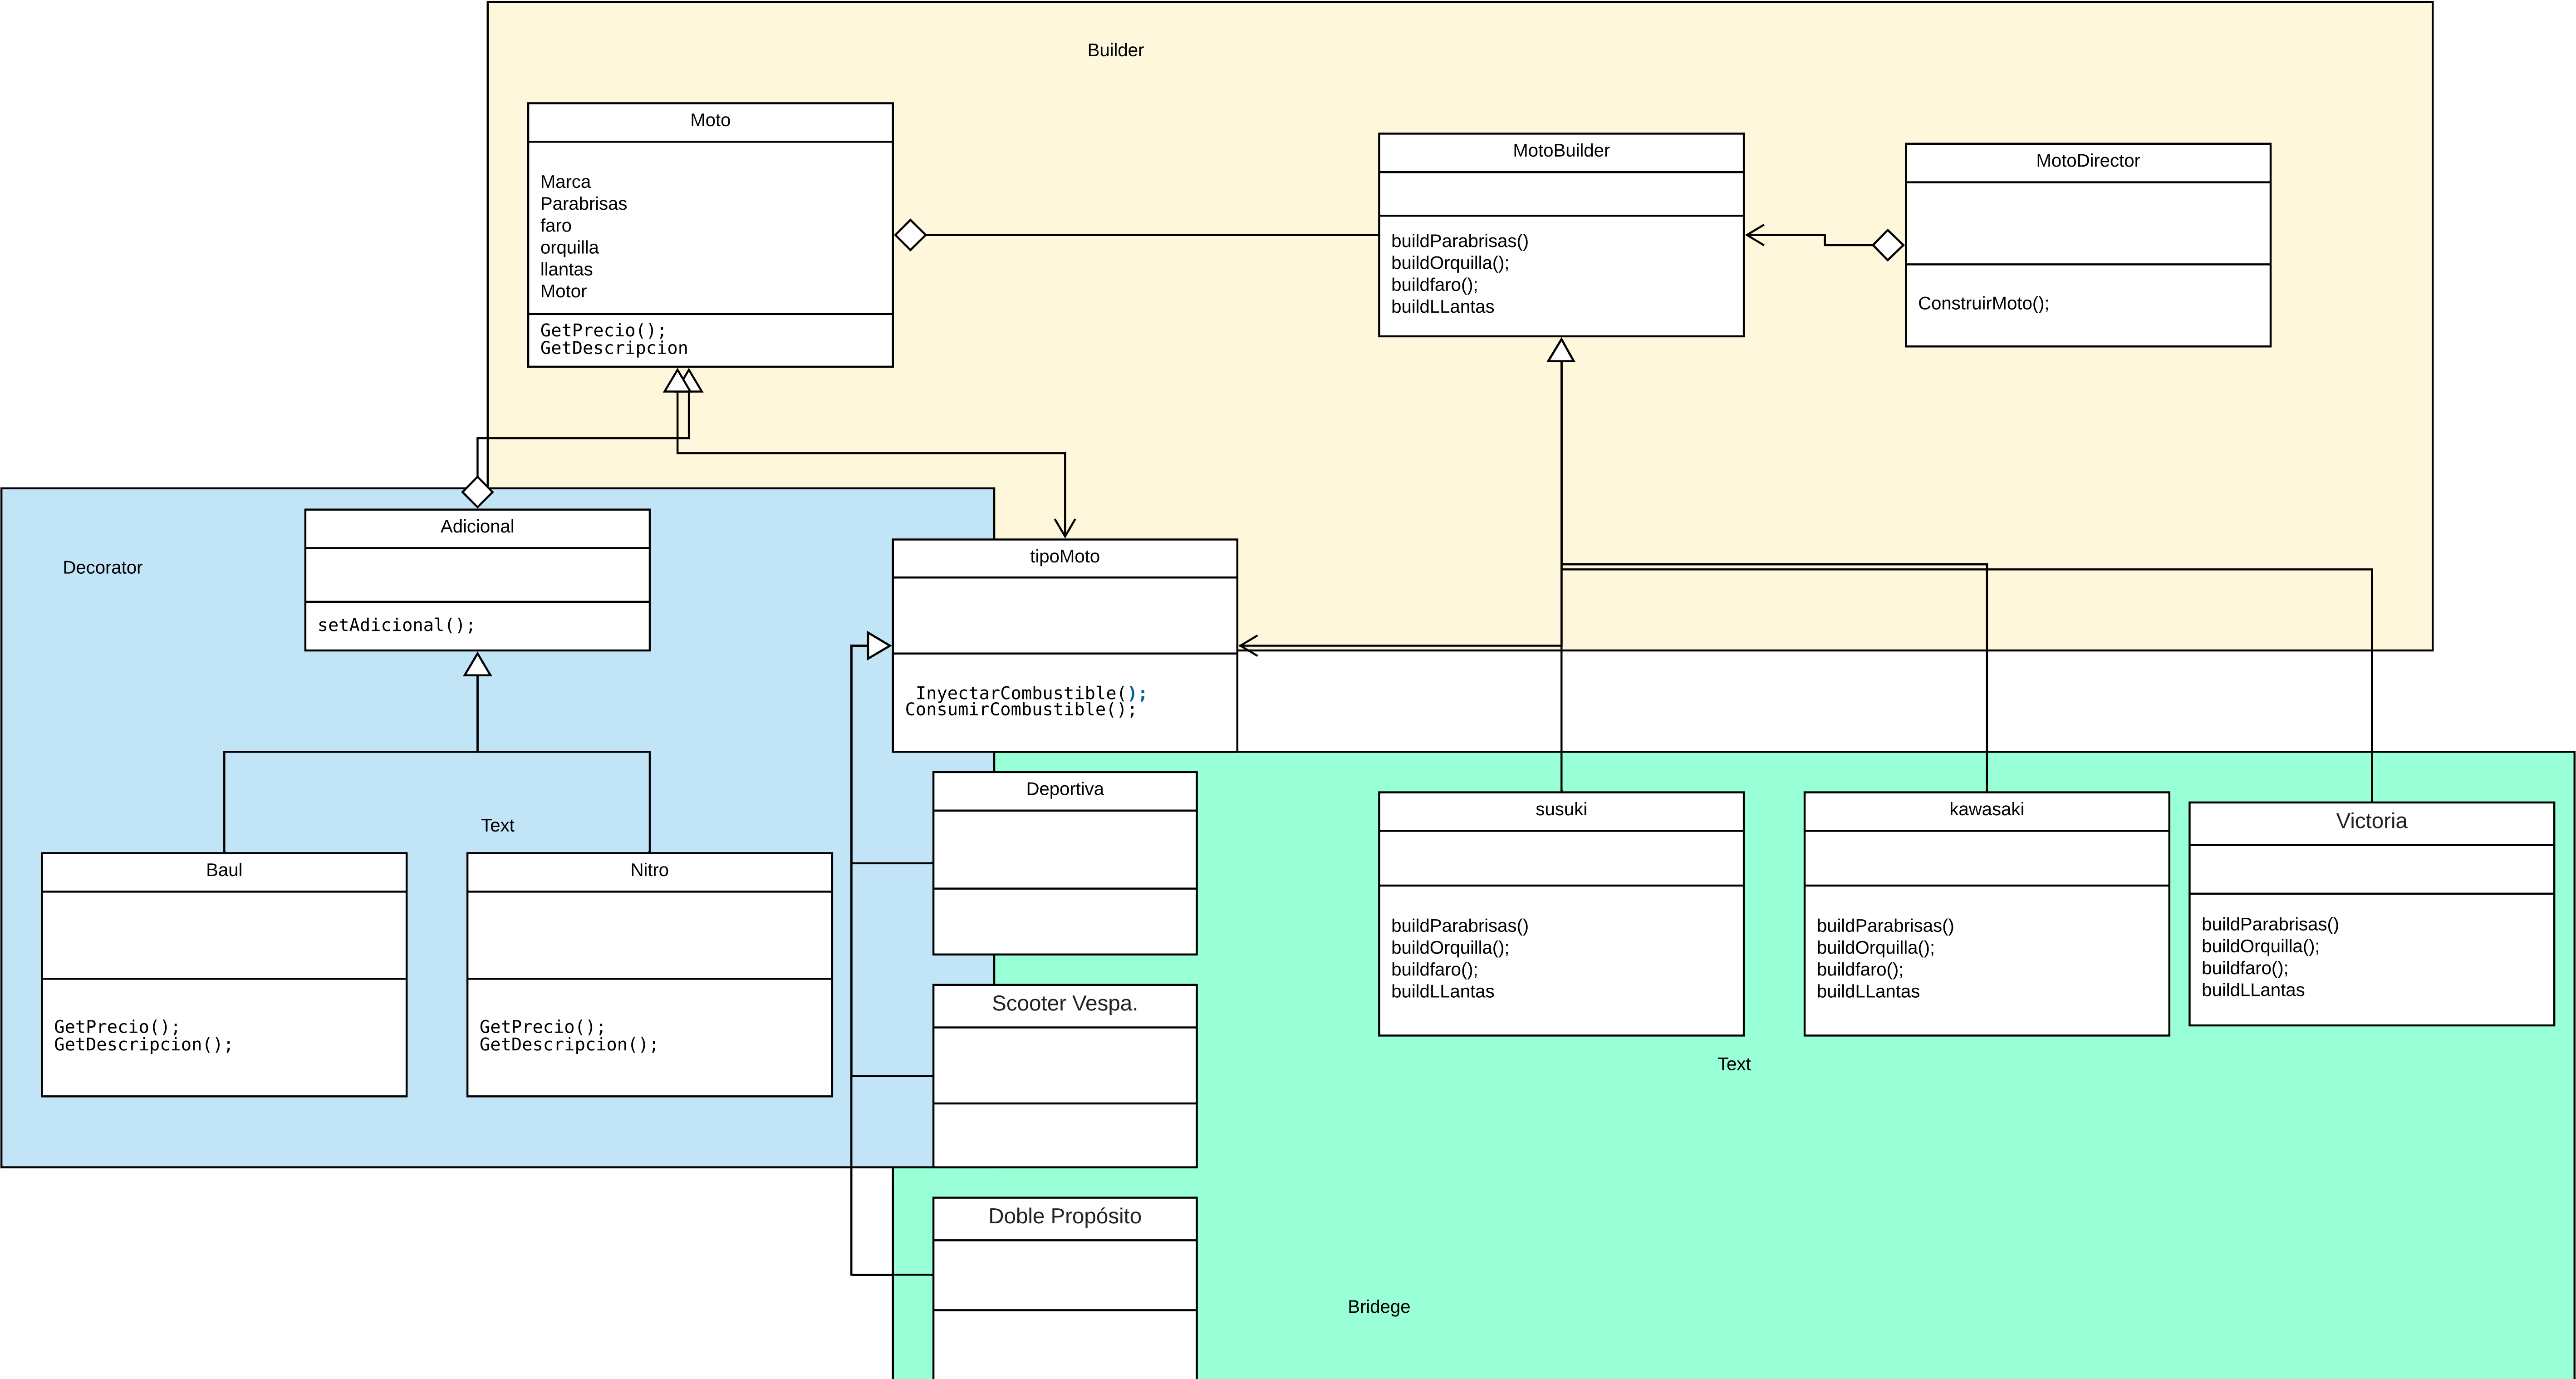 Builder
Moto
Marca
Parabrisas
faro
orquilla
llantas
Motor
GetPrecio();
GetDescripcion
MotoBuilder
buildParabrisas()
buildOrquilla();
buildfaro();
buildLLantas
MotoDirector
ConstruirMoto();
Decorator
Adicional
setAdicional();
tipoMoto
InyectarCombustible();
ConsumirCombustible();
Text
Baul
GetPrecio();
GetDescripcion();
Nitro
GetPrecio();
GetDescripcion();
Deportiva
Scooter Vespa.
Doble Propósito
susuki
buildParabrisas()
buildOrquilla();
buildfaro();
buildLLantas
kawasaki
buildParabrisas()
buildOrquilla();
buildfaro();
buildLLantas
Victoria
buildParabrisas()
buildOrquilla();
buildfaro();
buildLLantas
Text
Bridege